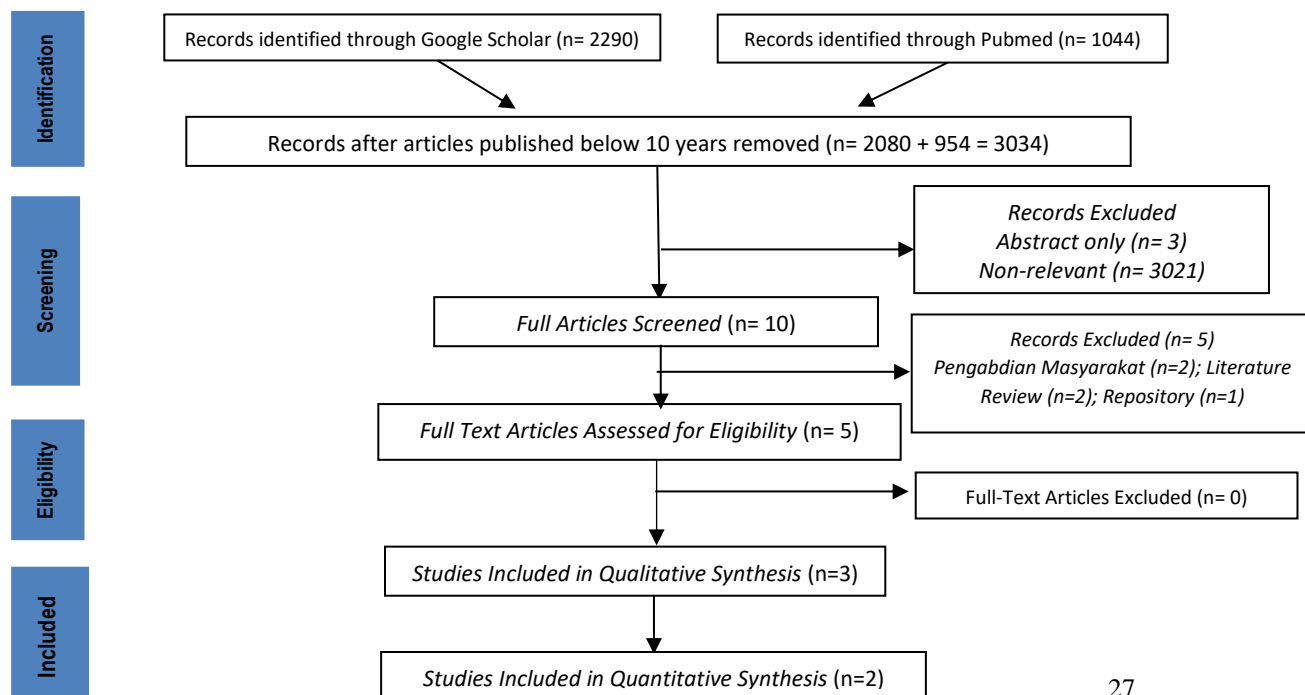 Identification
Records identified through Google Scholar (n= 2290)
Records identified through Pubmed (n= 1044)
Records after articles published below 10 years removed (n= 2080 + 954 = 3034)
Screening
Records Excluded
Abstract only (n= 3)
Non-relevant (n= 3021)
Full Articles Screened (n= 10)
Records Excluded (n= 5)
Pengabdian Masyarakat (n=2); Literature
Review (n=2); Repository (n=1)
Eligibility
Full Text Articles Assessed for Eligibility (n= 5)
Full-Text Articles Excluded (n= 0)
Included
Studies Included in Qualitative Synthesis (n=3)
Studies Included in Quantitative Synthesis (n=2)
27